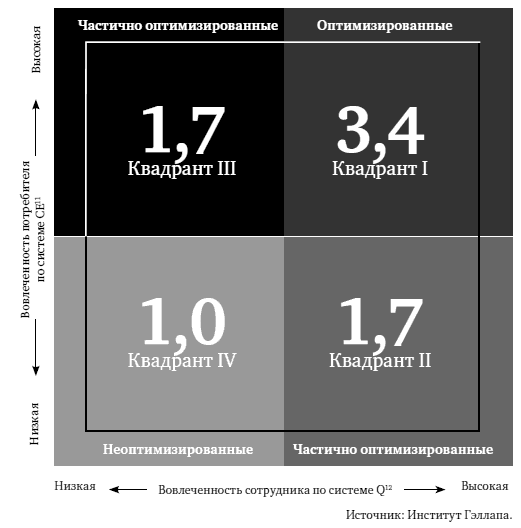 Частично оптимизированные
Оптимизированные
Высокая
1,7
Квадрант III
3,4
Квадрант I
Вовлеченность потребителя
по системе CE¹¹
1,0
Квадрант IV
1,7
Квадрант II
Низкая
Неоптимизированные
Частично оптимизированные
Низкая
Вовлеченность сотрудника по системе Q¹²
Высокая
Источник: Институт Гэллапа.